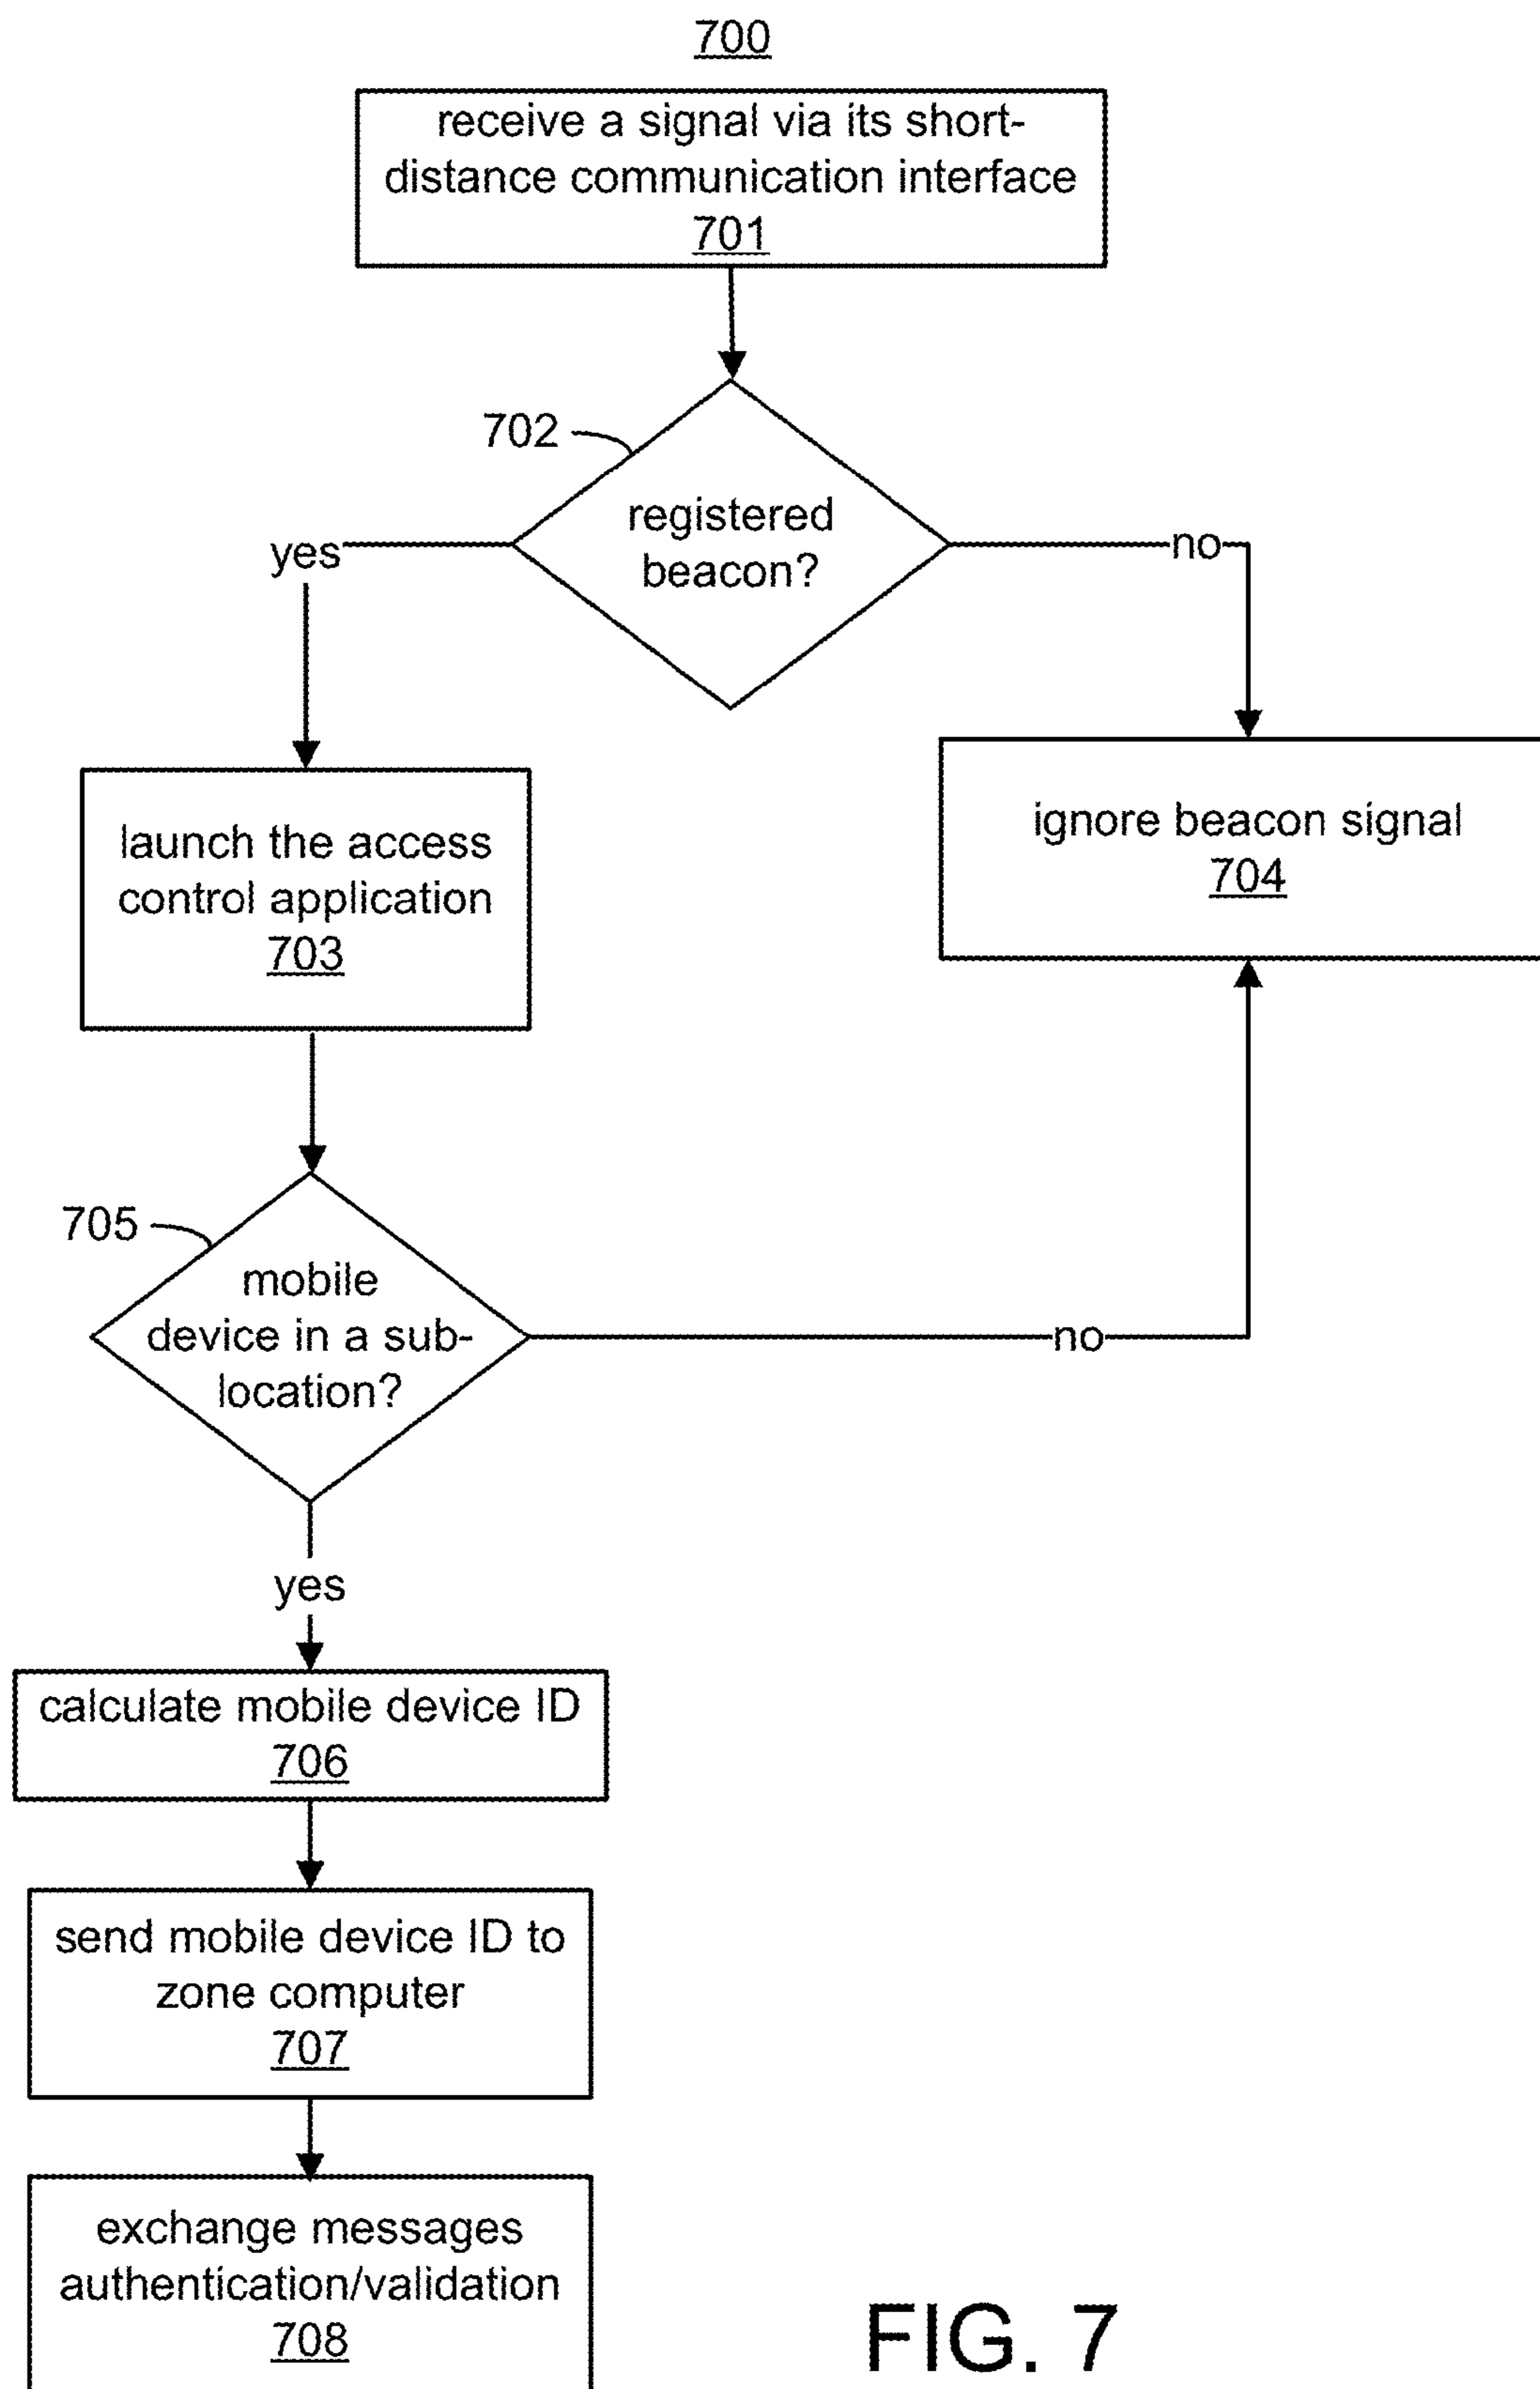 700
receive a signal via its short-
distance communication interface
701
702
registered
beacon?
yes
no
launch the access
control application
703
ignore beacon signal
704
705
mobile
device in a sub-
location?
no
yes
calculate mobile device ID
706
send mobile device ID to
zone computer
707
exchange messages
authentication/validation
708
FIG. 7